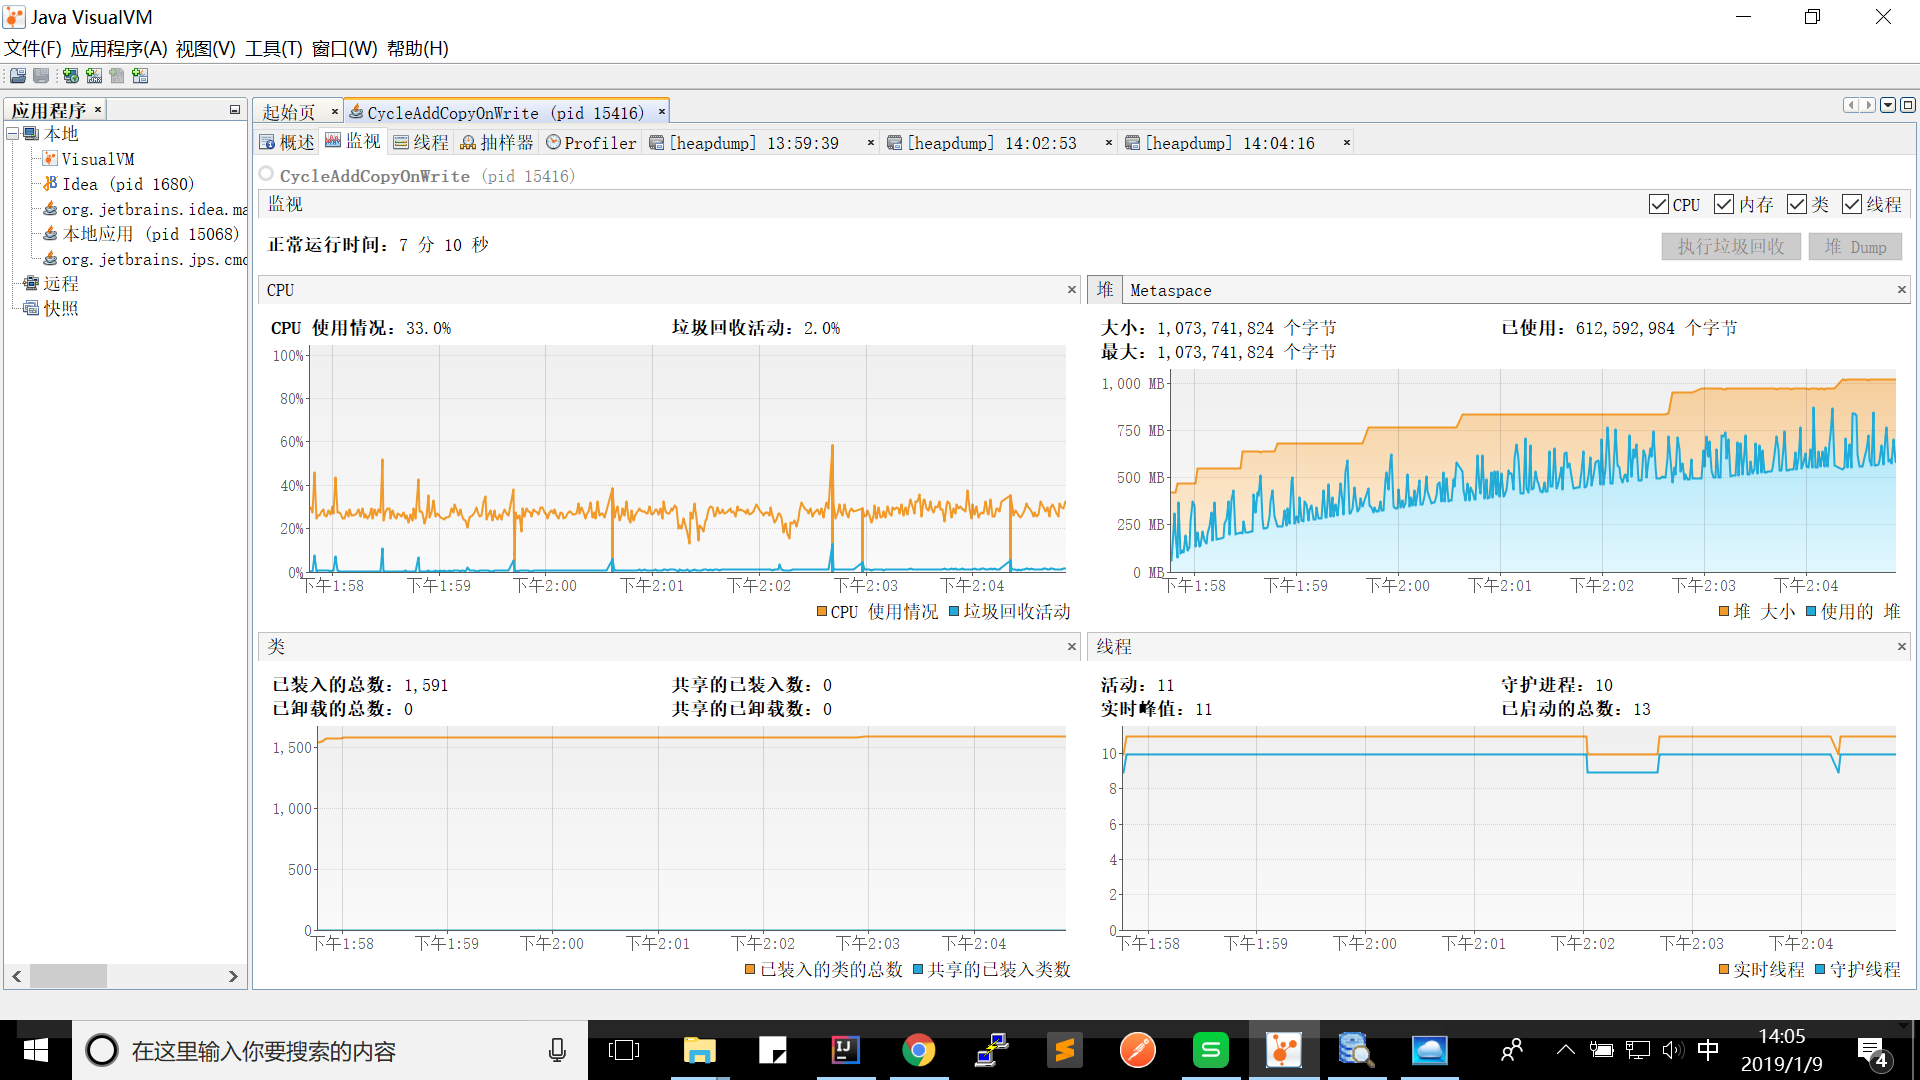 Java VisualVM
文件(F) 应用程序(A) 视图(V) 工具(T) 窗口(W) 帮助(H)
应用程序
起始页
CycleAddCopyOnWrite (pid 15416)
本地
VisualVM
Idea (pid 1680)
org.jetbrains.idea.ma
本地应用 (pid 15068)
org.jetbrains.jps.cmd
远程
快照
概述 监视 线程 抽样器 Profiler [heapdump] 13:59:39 [heapdump] 14:02:53 [heapdump] 14:04:16
CycleAddCopyOnWrite (pid 15416)
监视
CPU 内存 类 线程
正常运行时间: 7 分 10 秒
执行垃圾回收 堆 Dump
CPU
CPU 使用情况: 33.0% 垃圾回收活动: 2.0%
100%
80%
60%
40%
20%
0%
下午1:58 下午1:59 下午2:00 下午2:01 下午2:02 下午2:03 下午2:04
CPU 使用情况 垃圾回收活动
堆 Metaspace
大小: 1,073,741,824 个字节 已使用: 612,592,984 个字节
最大: 1,073,741,824 个字节
1,000 MB
750 MB
500 MB
250 MB
0 MB
下午1:58 下午1:59 下午2:00 下午2:01 下午2:02 下午2:03 下午2:04
堆 大小 使用的 堆
类
已装入的总数: 1,591 共享的已装入数: 0
已卸载的总数: 0 共享的已卸载数: 0
1,500
1,000
500
0
下午1:58 下午1:59 下午2:00 下午2:01 下午2:02 下午2:03 下午2:04
已装入的类的总数 共享的已装入类数
线程
活动: 11 守护进程: 10
实时峰值: 11 已启动的总数: 13
10
8
6
4
2
0
下午1:58 下午1:59 下午2:00 下午2:01 下午2:02 下午2:03 下午2:04
实时线程 守护线程
在这里输入你要搜索的内容
IJ
S
S
中
14:05
2019/1/9
4